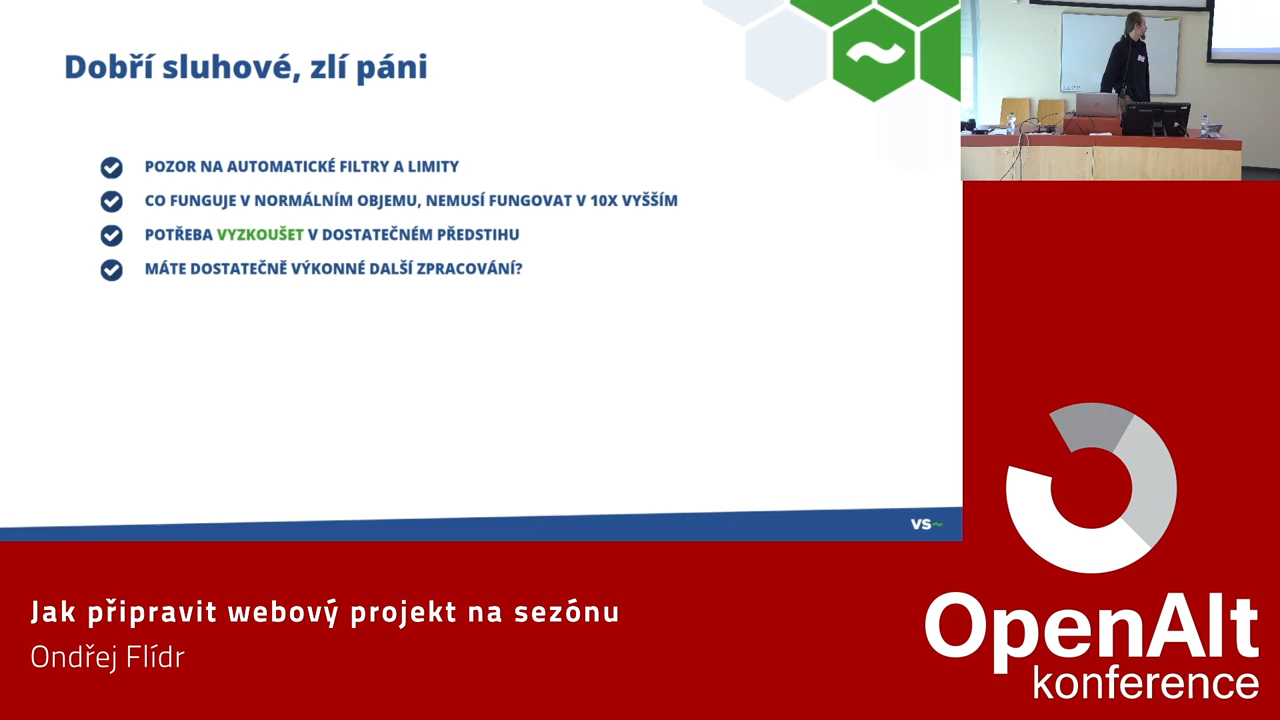 Dobří sluhové, zlí páni
POZOR NA AUTOMATICKÉ FILTRY A LIMITY
CO FUNGUJE V NORMÁLNÍM OBJEMU, NEMUSÍ FUNGOVAT V 10X VYŠŠÍM
POTŘEBA VYZKOUŠET V DOSTATEČNÉM PŘEDSTIHU
MÁTE DOSTATEČNĚ VÝKONNÉ DALŠÍ ZPRACOVÁNÍ?
VS~
Jak připravit webový projekt na sezónu
Ondřej Flídr
OpenAlt
konference